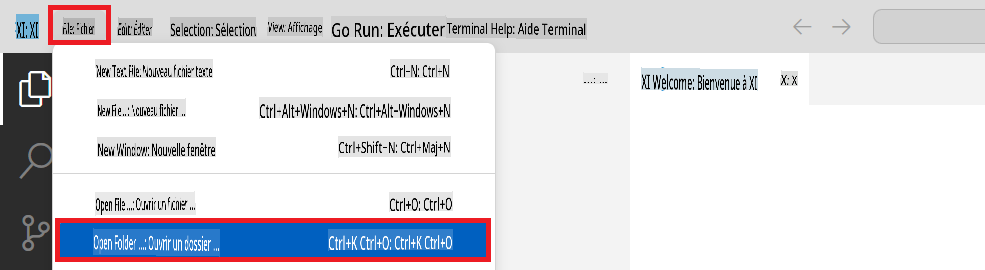 XI: XI File: Fichier Edit: Éditer Selection: Sélection View: Affichage Go Run: Exécuter Terminal Help: Aide Terminal
New Text File: Nouveau fichier texte Ctrl+N: Ctrl+N
...: ... XI Welcome: Bienvenue à XI X: x
New File...: Nouveau fichier ... Ctrl+Alt+Windows+N: Ctrl+Alt+Windows+N
New Window: Nouvelle fenêtre Ctrl+Shift+N: Ctrl+Maj+N
Open File ...: Ouvrir un fichier ... Ctrl+O: Ctrl+O
Open Folder ...: Ouvrir un dossier ... Ctrl+K Ctrl+O: Ctrl+K Ctrl+O